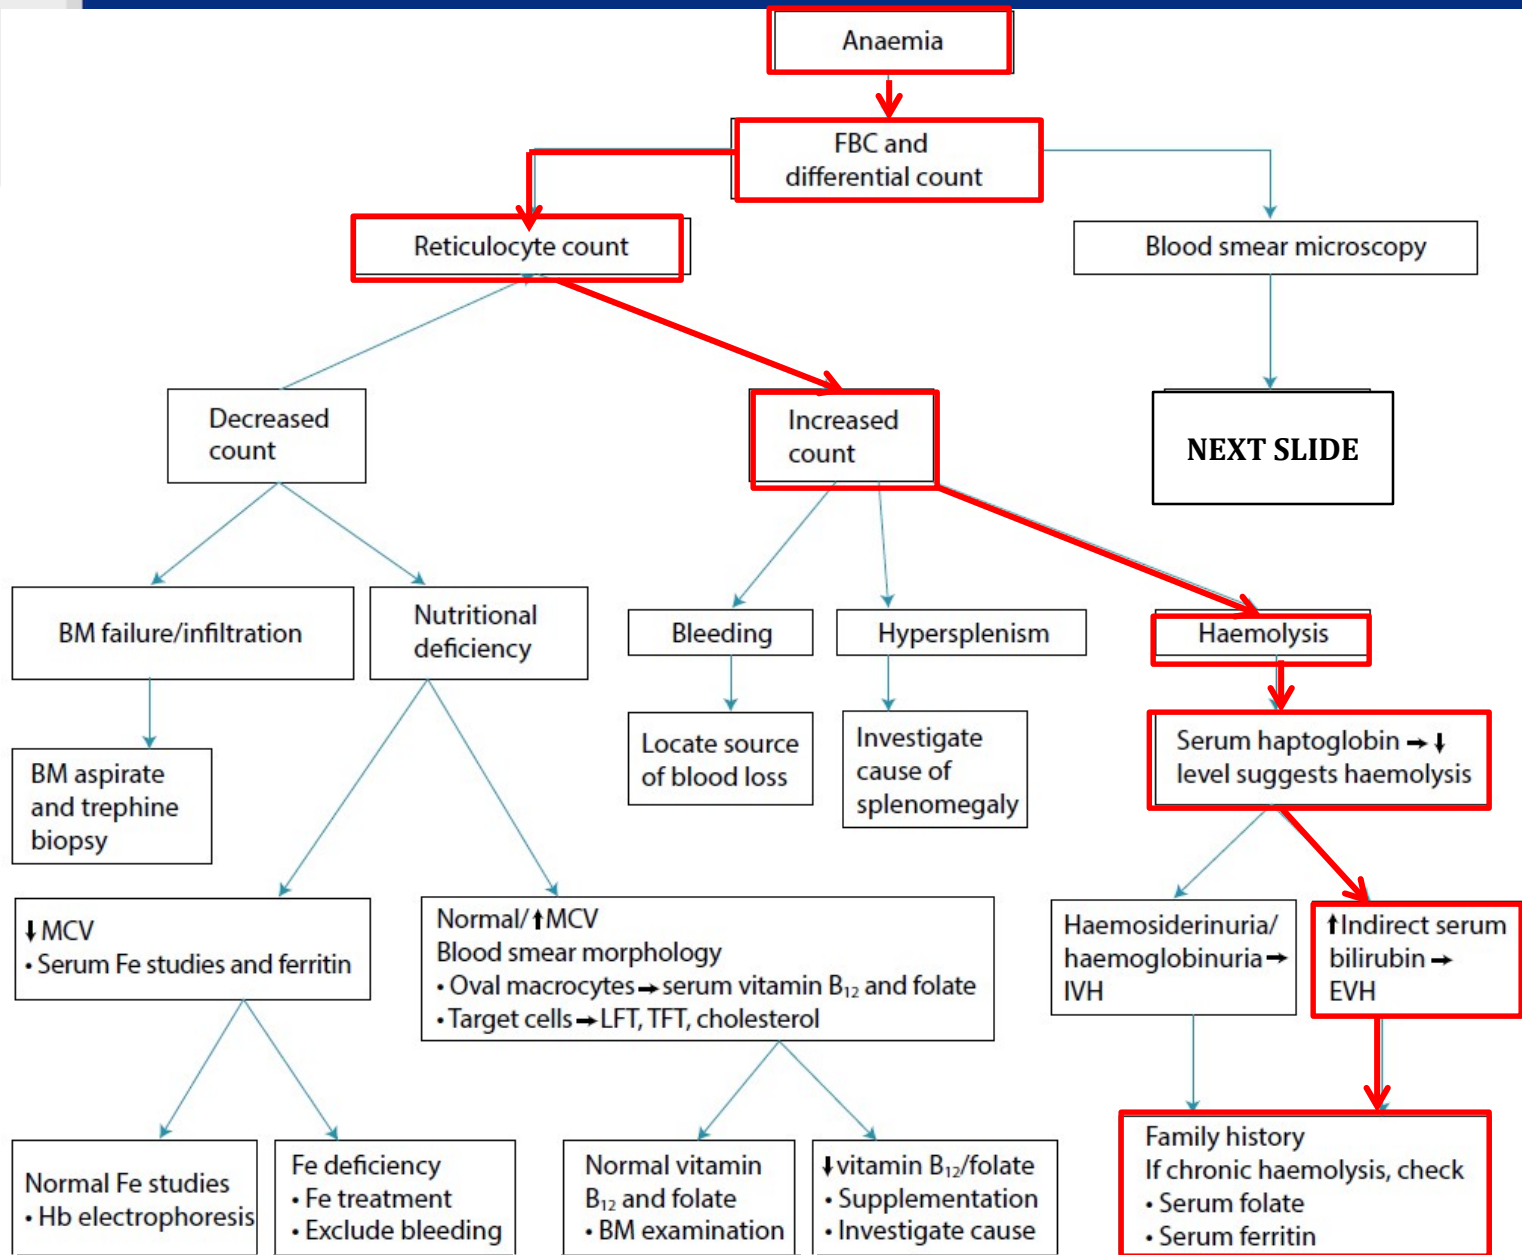 Anaemia
FBC and
differential count
Reticulocyte count
Blood smear microscopy
Decreased
count
Increased
count
NEXT SLIDE
BM failure/infiltration
Nutritional
deficiency
Bleeding
Hypersplenism
Haemolysis
BM aspirate
and trephine
biopsy
Locate source
of blood loss
Investigate
cause of
splenomegaly
Serum haptoglobin → ↓
level suggests haemolysis
↓ MCV
• Serum Fe studies and ferritin
Normal/ ↑ MCV
Blood smear morphology
• Oval macrocytes → serum vitamin B₁₂ and folate
• Target cells → LFT, TFT, cholesterol
Haemosiderinuria/
haemoglobinuria →
IVH
↑ Indirect serum
bilirubin →
EVH
Normal Fe studies
• Hb electrophoresis
Fe deficiency
• Fe treatment
• Exclude bleeding
Normal vitamin
B₁₂ and folate
• BM examination
↓ vitamin B₁₂/folate
• Supplementation
• Investigate cause
Family history
If chronic haemolysis, check
• Serum folate
• Serum ferritin